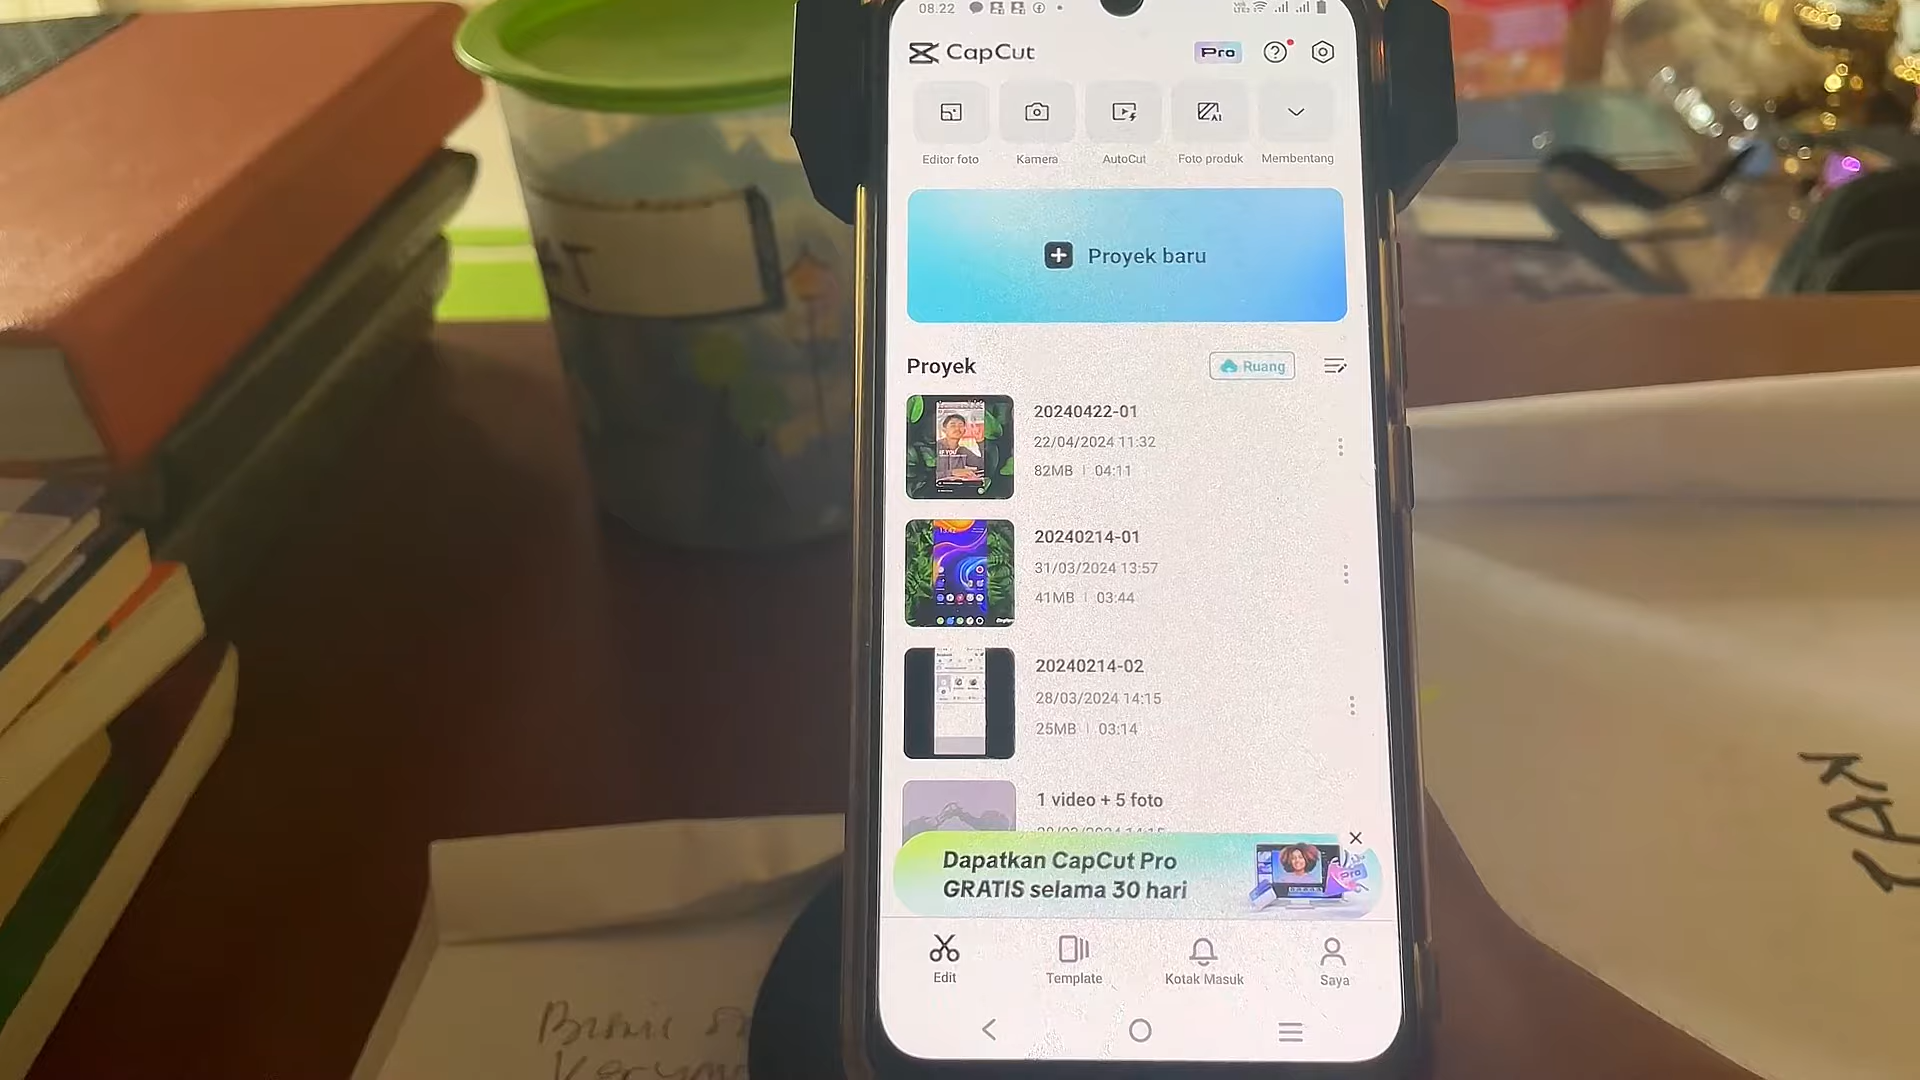 08.22
CapCut
Pro
Editor foto
Kamera
AutoCut
Foto produk
Membentang
Proyek baru
Proyek
Ruang
20240422-01
22/04/2024 11:32
82MB | 04:11
20240214-01
31/03/2024 13:57
41MB | 03:44
20240214-02
28/03/2024 14:15
25MB | 03:14
1 video + 5 foto
Dapatkan CapCut Pro
GRATIS selama 30 hari
Edit
Template
Kotak Masuk
Saya